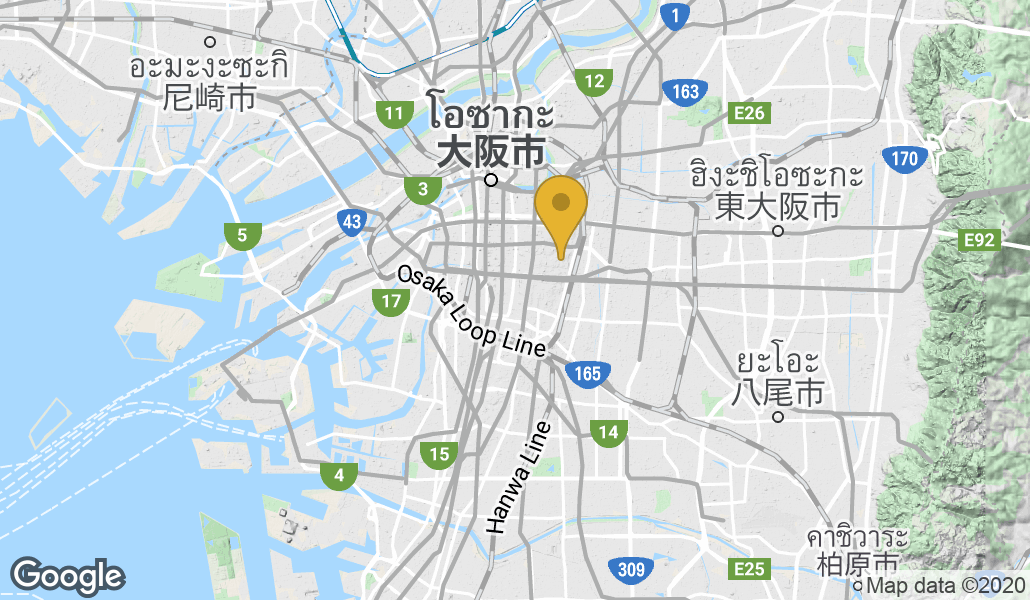 1
อะมะงะซะกิ
尼崎市
12
163
11
E26
โอซากะ
大阪市
170
ฮิงะชิโอซะกะ
東大阪市
3
43
5
E92
17
Osaka Loop Line
165
ยะโอะ
八尾市
14
15
Hanwa Line
4
คาชิวาระ
柏原市
309
E25
Google
Map data ©2020